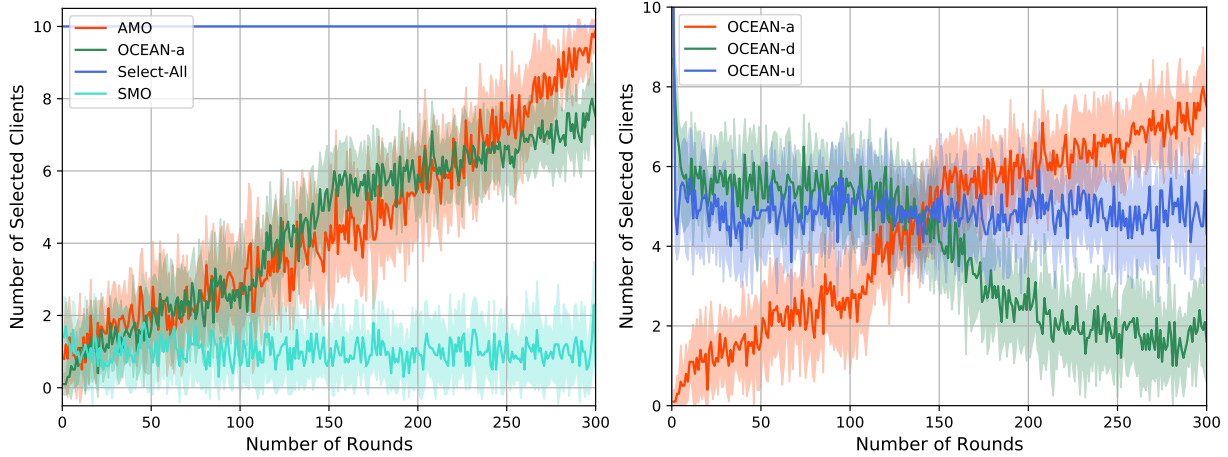 10
8
6
4
2
0
Number of Selected Clients
AMO
OCEAN-a
Select-All
SMO
0 50 100 150 200 250 300
Number of Rounds
10
8
6
4
2
0
Number of Selected Clients
OCEAN-a
OCEAN-d
OCEAN-u
0 50 100 150 200 250 300
Number of Rounds